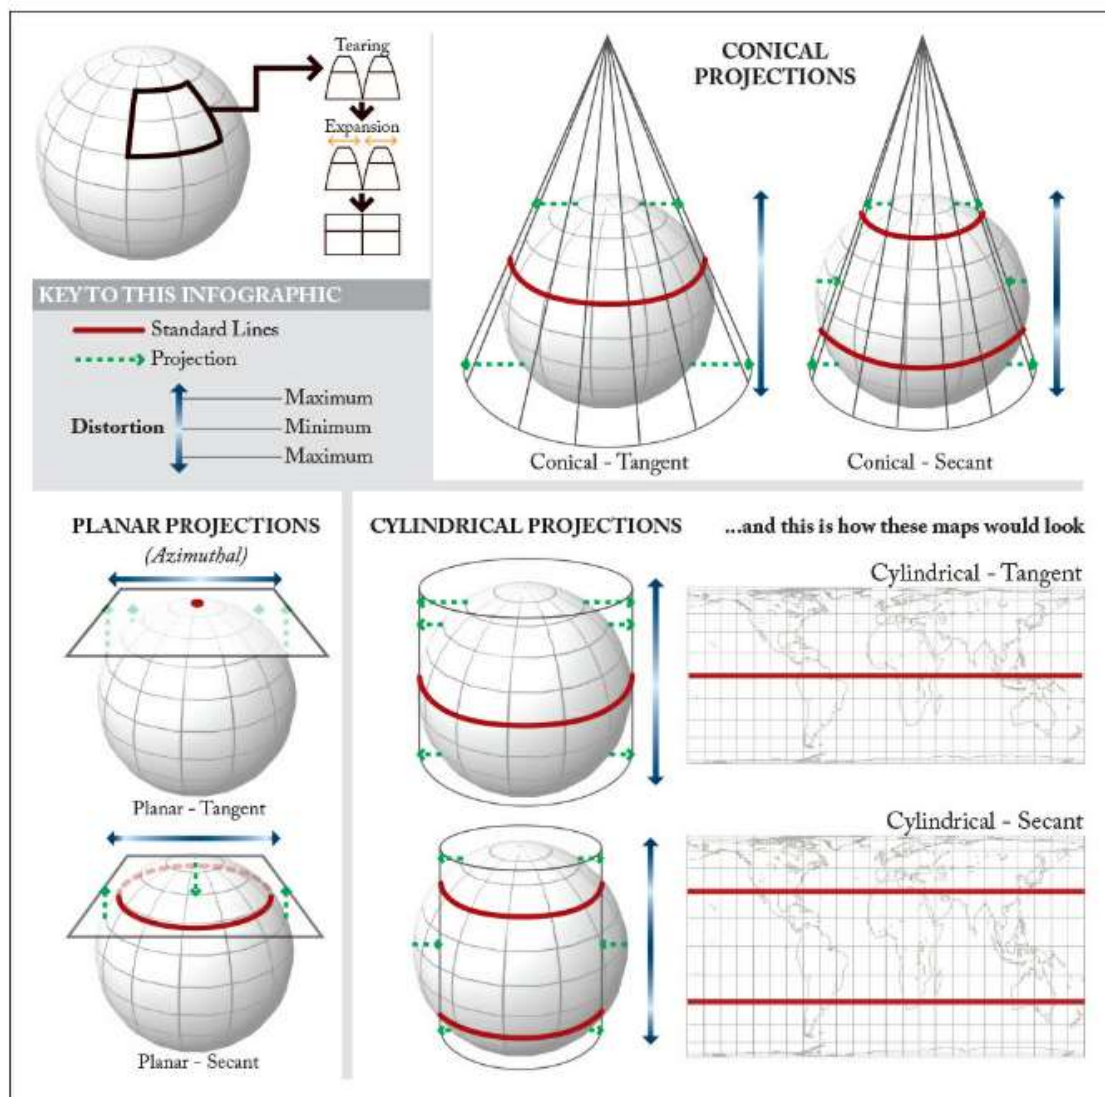 Tearing
Expansion
CONICAL
PROJECTIONS
KEY TO THIS INFOGRAPHIC
Standard Lines
Projection
Distortion
Maximum
Minimum
Maximum
Conical - Tangent
Conical - Secant
PLANAR PROJECTIONS
(Azimuthal)
Planar - Tangent
Planar - Secant
CYLINDRICAL PROJECTIONS
...and this is how these maps would look
Cylindrical - Tangent
Cylindrical - Secant